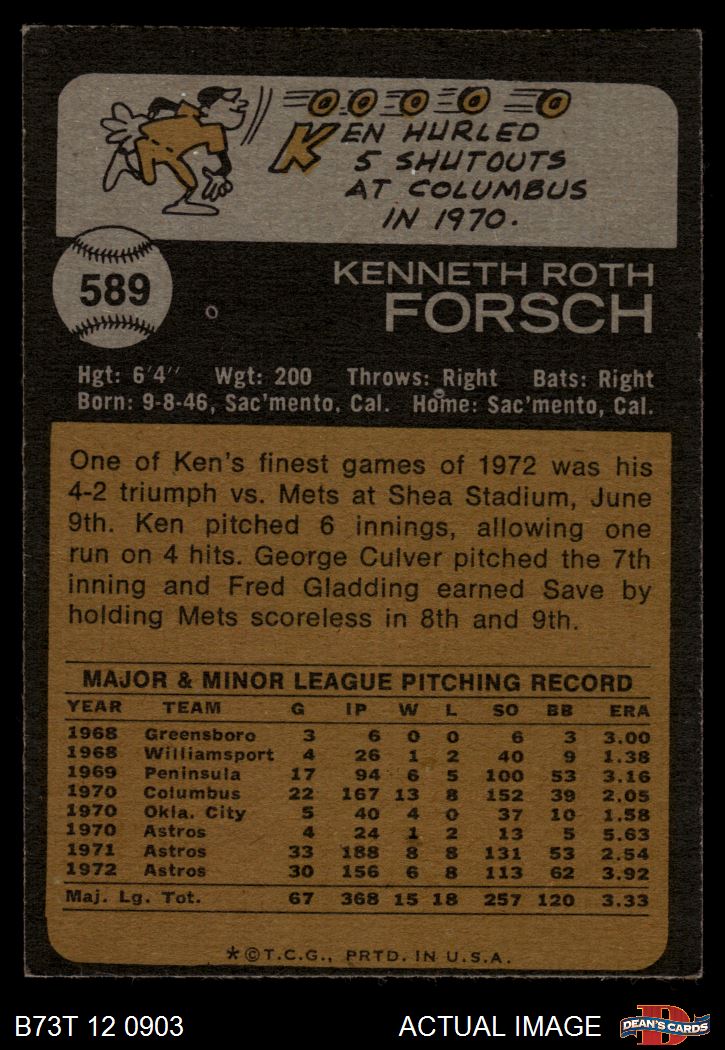 KEN HURLED
5 SHUTOUTS
AT COLUMBUS
IN 1970.
589
KENNETH ROTH
FORSCH
Hgt: 6'4" Wgt: 200 Throws: Right Bats: Right
Born: 9-8-46, Sac'mento, Cal. Home: Sac'mento, Cal.
One of Ken's finest games of 1972 was his
4-2 triumph vs. Mets at Shea Stadium, June
9th. Ken pitched 6 innings, allowing one
run on 4 hits. George Culver pitched the 7th
inning and Fred Gladding earned Save by
holding Mets scoreless in 8th and 9th.
MAJOR & MINOR LEAGUE PITCHING RECORD
YEAR TEAM G IP W L SO BB ERA
1968 Greensboro 3 6 0 0 6 3 3.00
1968 Williamsport 4 26 1 2 40 9 1.38
1969 Peninsula 17 94 6 5 100 53 3.16
1970 Columbus 22 167 13 8 152 39 2.05
1970 Okla. City 5 40 4 0 37 10 1.58
1970 Astros 4 24 1 2 13 5 5.63
1971 Astros 33 188 8 8 131 53 2.54
1972 Astros 30 156 6 8 113 62 3.92
Maj. Lg. Tot. 67 368 15 18 257 120 3.33
*©T.C.G., PRTD. IN U.S.A.
B73T 12 0903 ACTUAL IMAGE
D
DEAN'S CARDS